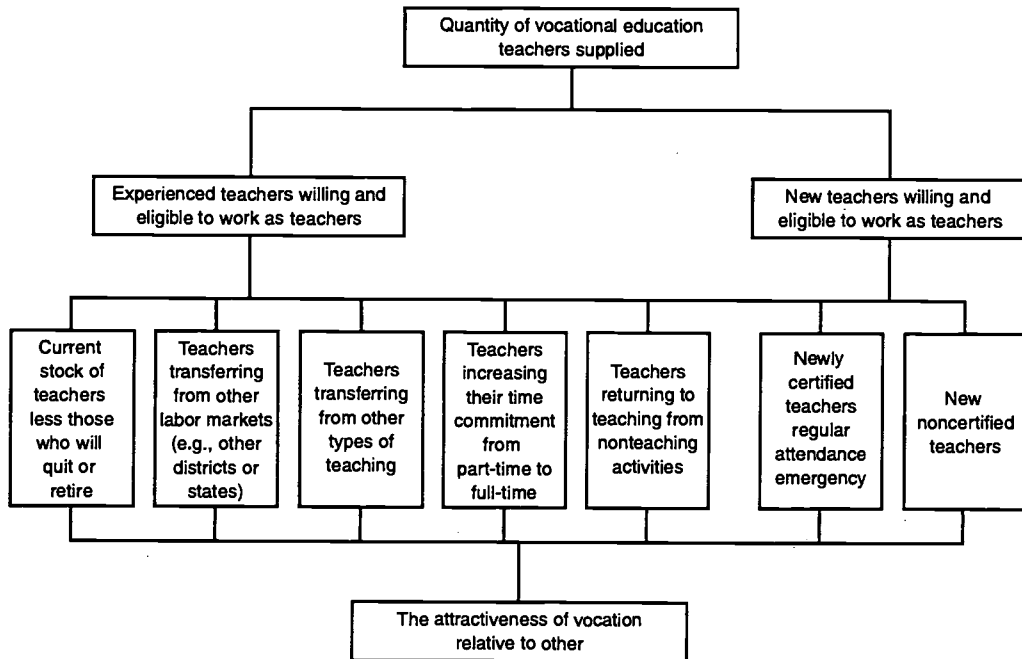 Quantity of vocational education
teachers supplied
Experienced teachers willing and
eligible to work as teachers
New teachers willing and
eligible to work as teachers
Current
stock of
teachers
less those
who will
quit or
retire
Teachers
transferring
from other
labor markets
(e.g., other
districts or
states)
Teachers
transferring
from other
types of
teaching
Teachers
increasing
their time
commitment
from
part-time to
full-time
Teachers
returning to
teaching from
nonteaching
activities
Newly
certified
teachers
regular
attendance
emergency
New
noncertified
teachers
The attractiveness of vocation
relative to other